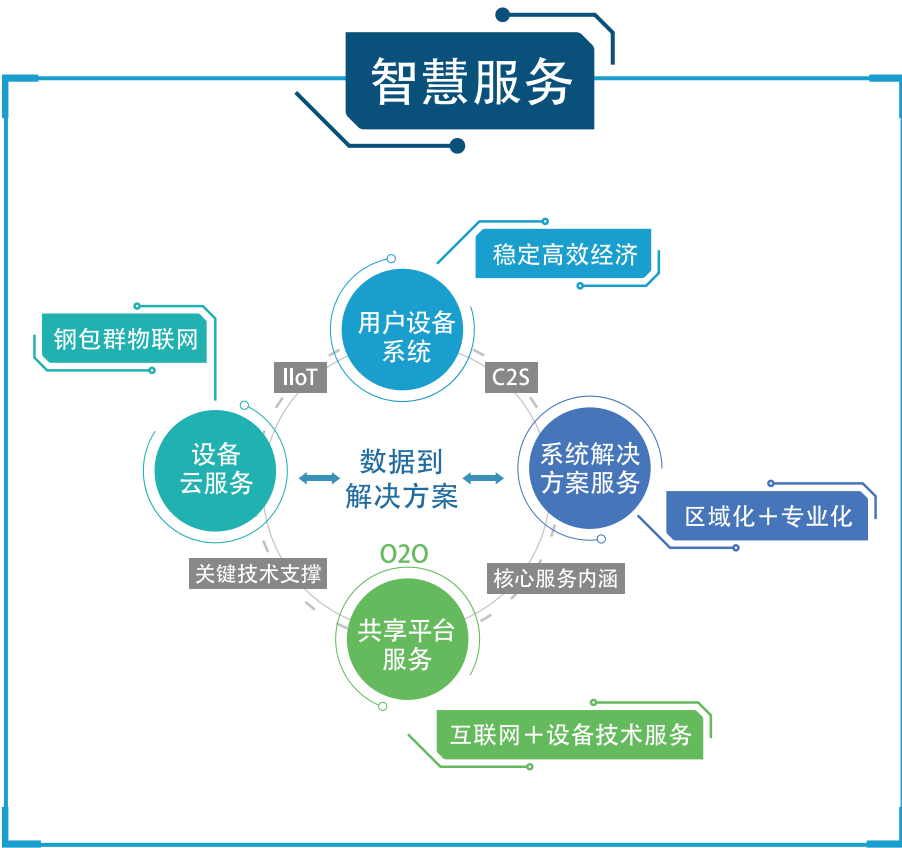 智慧服务
稳定高效经济
用户设备
系统
钢包群物联网
IIoT
C2S
设备
云服务
数据到
解决方案
系统解决
方案服务
区域化＋专业化
O2O
关键技术支撑
核心服务内涵
共享平台
服务
互联网＋设备技术服务